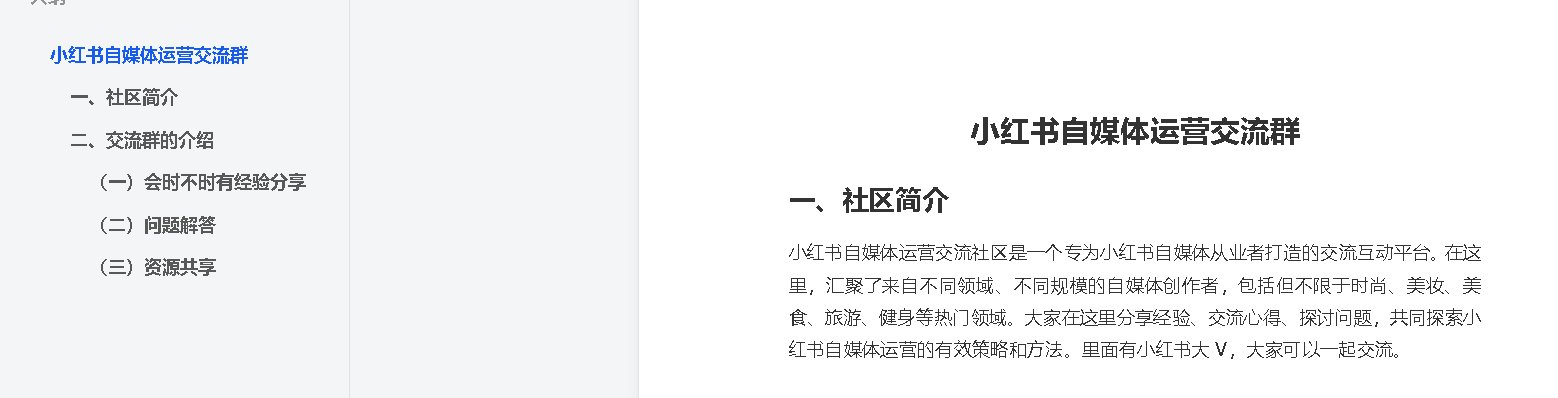 小红书自媒体运营交流群
一、社区简介
二、交流群的介绍
（一）会时不时有经验分享
（二）问题解答
（三）资源共享
小红书自媒体运营交流群
一、社区简介
小红书自媒体运营交流社区是一个专为小红书自媒体从业者打造的交流互动平台。在这
里，汇聚了来自不同领域、不同规模的自媒体创作者，包括但不限于时尚、美妆、美
食、旅游、健身等热门领域。大家在这里分享经验、交流心得、探讨问题，共同探索小
红书自媒体运营的有效策略和方法。里面有小红书大 V，大家可以一起交流。